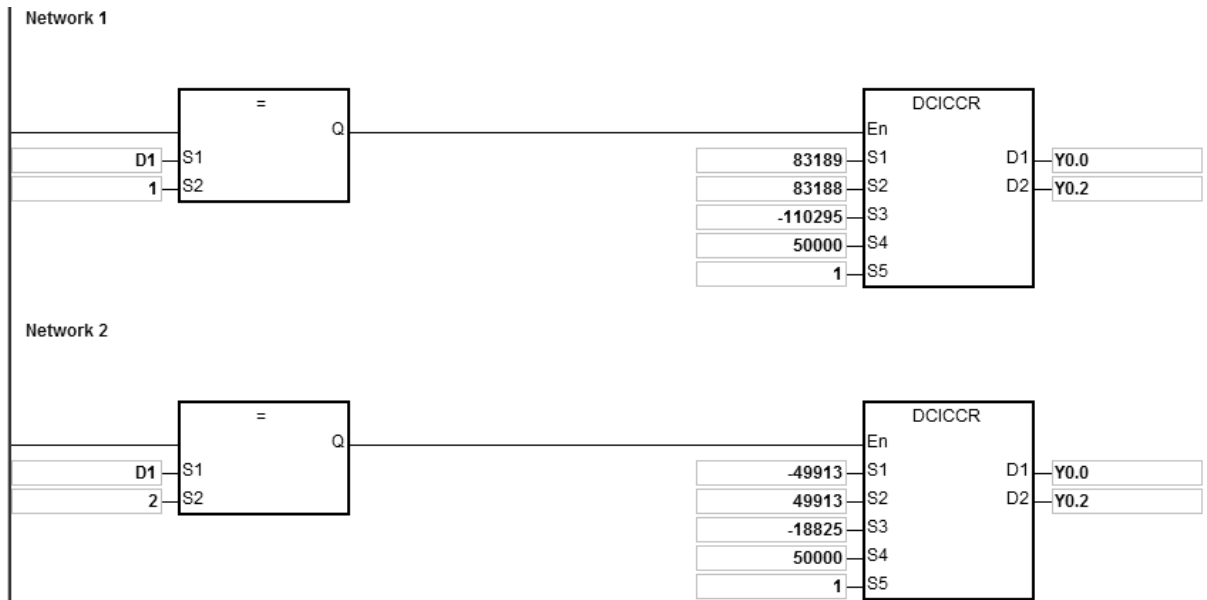 Network 1
= DCICCR
Q En
D1 S1 83189 S1 D1 Y0.0
1 S2 83188 S2 D2 Y0.2
-110295 S3
50000 S4
1 S5
Network 2
= DCICCR
Q En
D1 S1 -49913 S1 D1 Y0.0
2 S2 49913 S2 D2 Y0.2
-18825 S3
50000 S4
1 S5